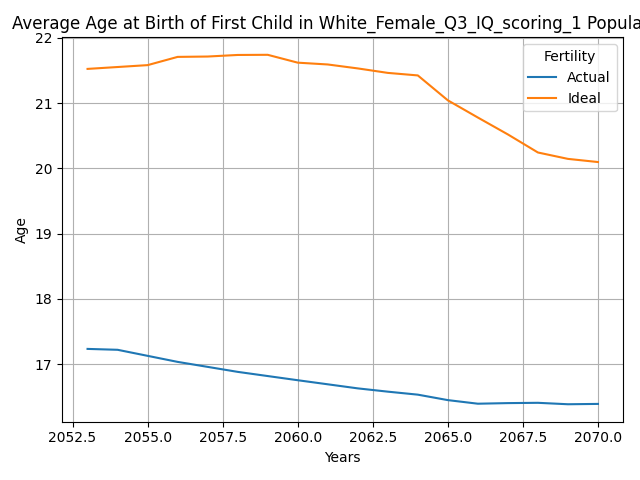 Average Age at Birth of First Child in White_Female_Q3_IQ_scoring_1 Popula
22
21
20
19
18
17
Age
Fertility
Actual
Ideal
2052.5 2055.0 2057.5 2060.0 2062.5 2065.0 2067.5 2070.0
Years